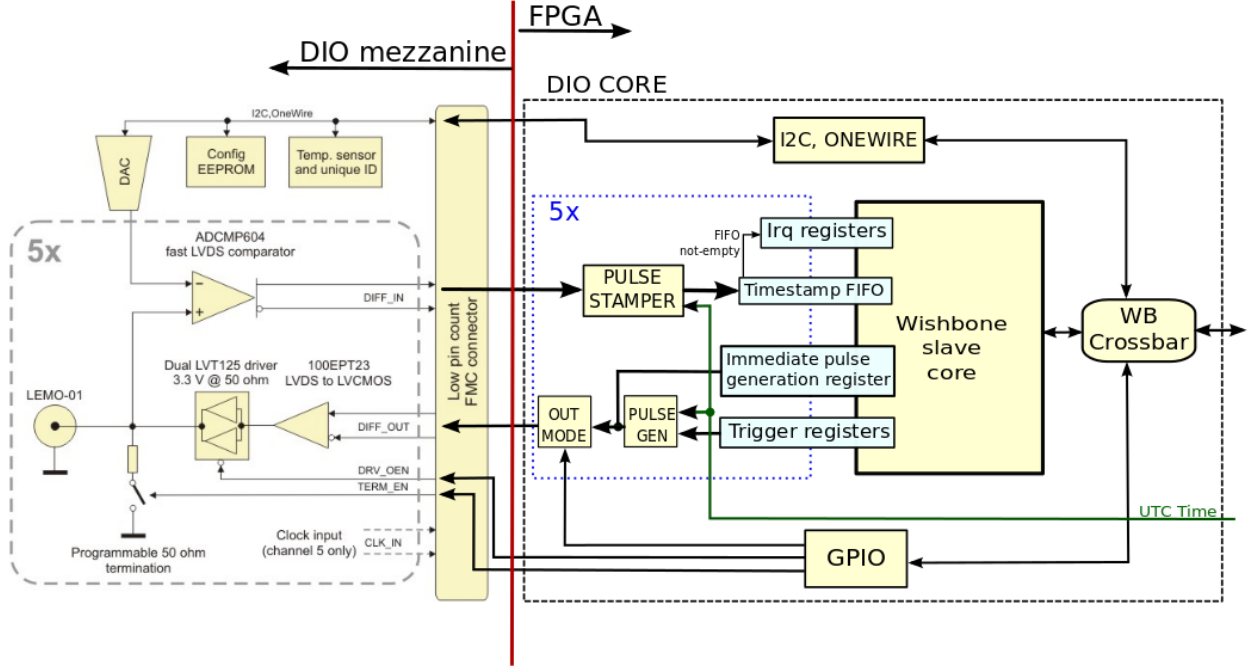 FPGA
DIO mezzanine
DIO CORE
I2C,OneWire
DAC
Config
EEPROM
Temp. sensor
and unique ID
I2C, ONEWIRE
5x
ADCMP604
fast LVDS comparator
−
+
DIFF_IN
Low pin count
FMC connector
5x
PULSE
STAMPER
FIFO
not-empty
Irq registers
Timestamp FIFO
Wishbone
slave
core
WB
Crossbar
Immediate pulse
generation register
Trigger registers
OUT
MODE
PULSE
GEN
Dual LVT125 driver
3.3 V @ 50 ohm
100EPT23
LVDS to LVCMOS
LEMO-01
DIFF_OUT
DRV_OEN
TERM_EN
Clock input
(channel 5 only)
CLK_IN
Programmable 50 ohm
termination
UTC Time
GPIO